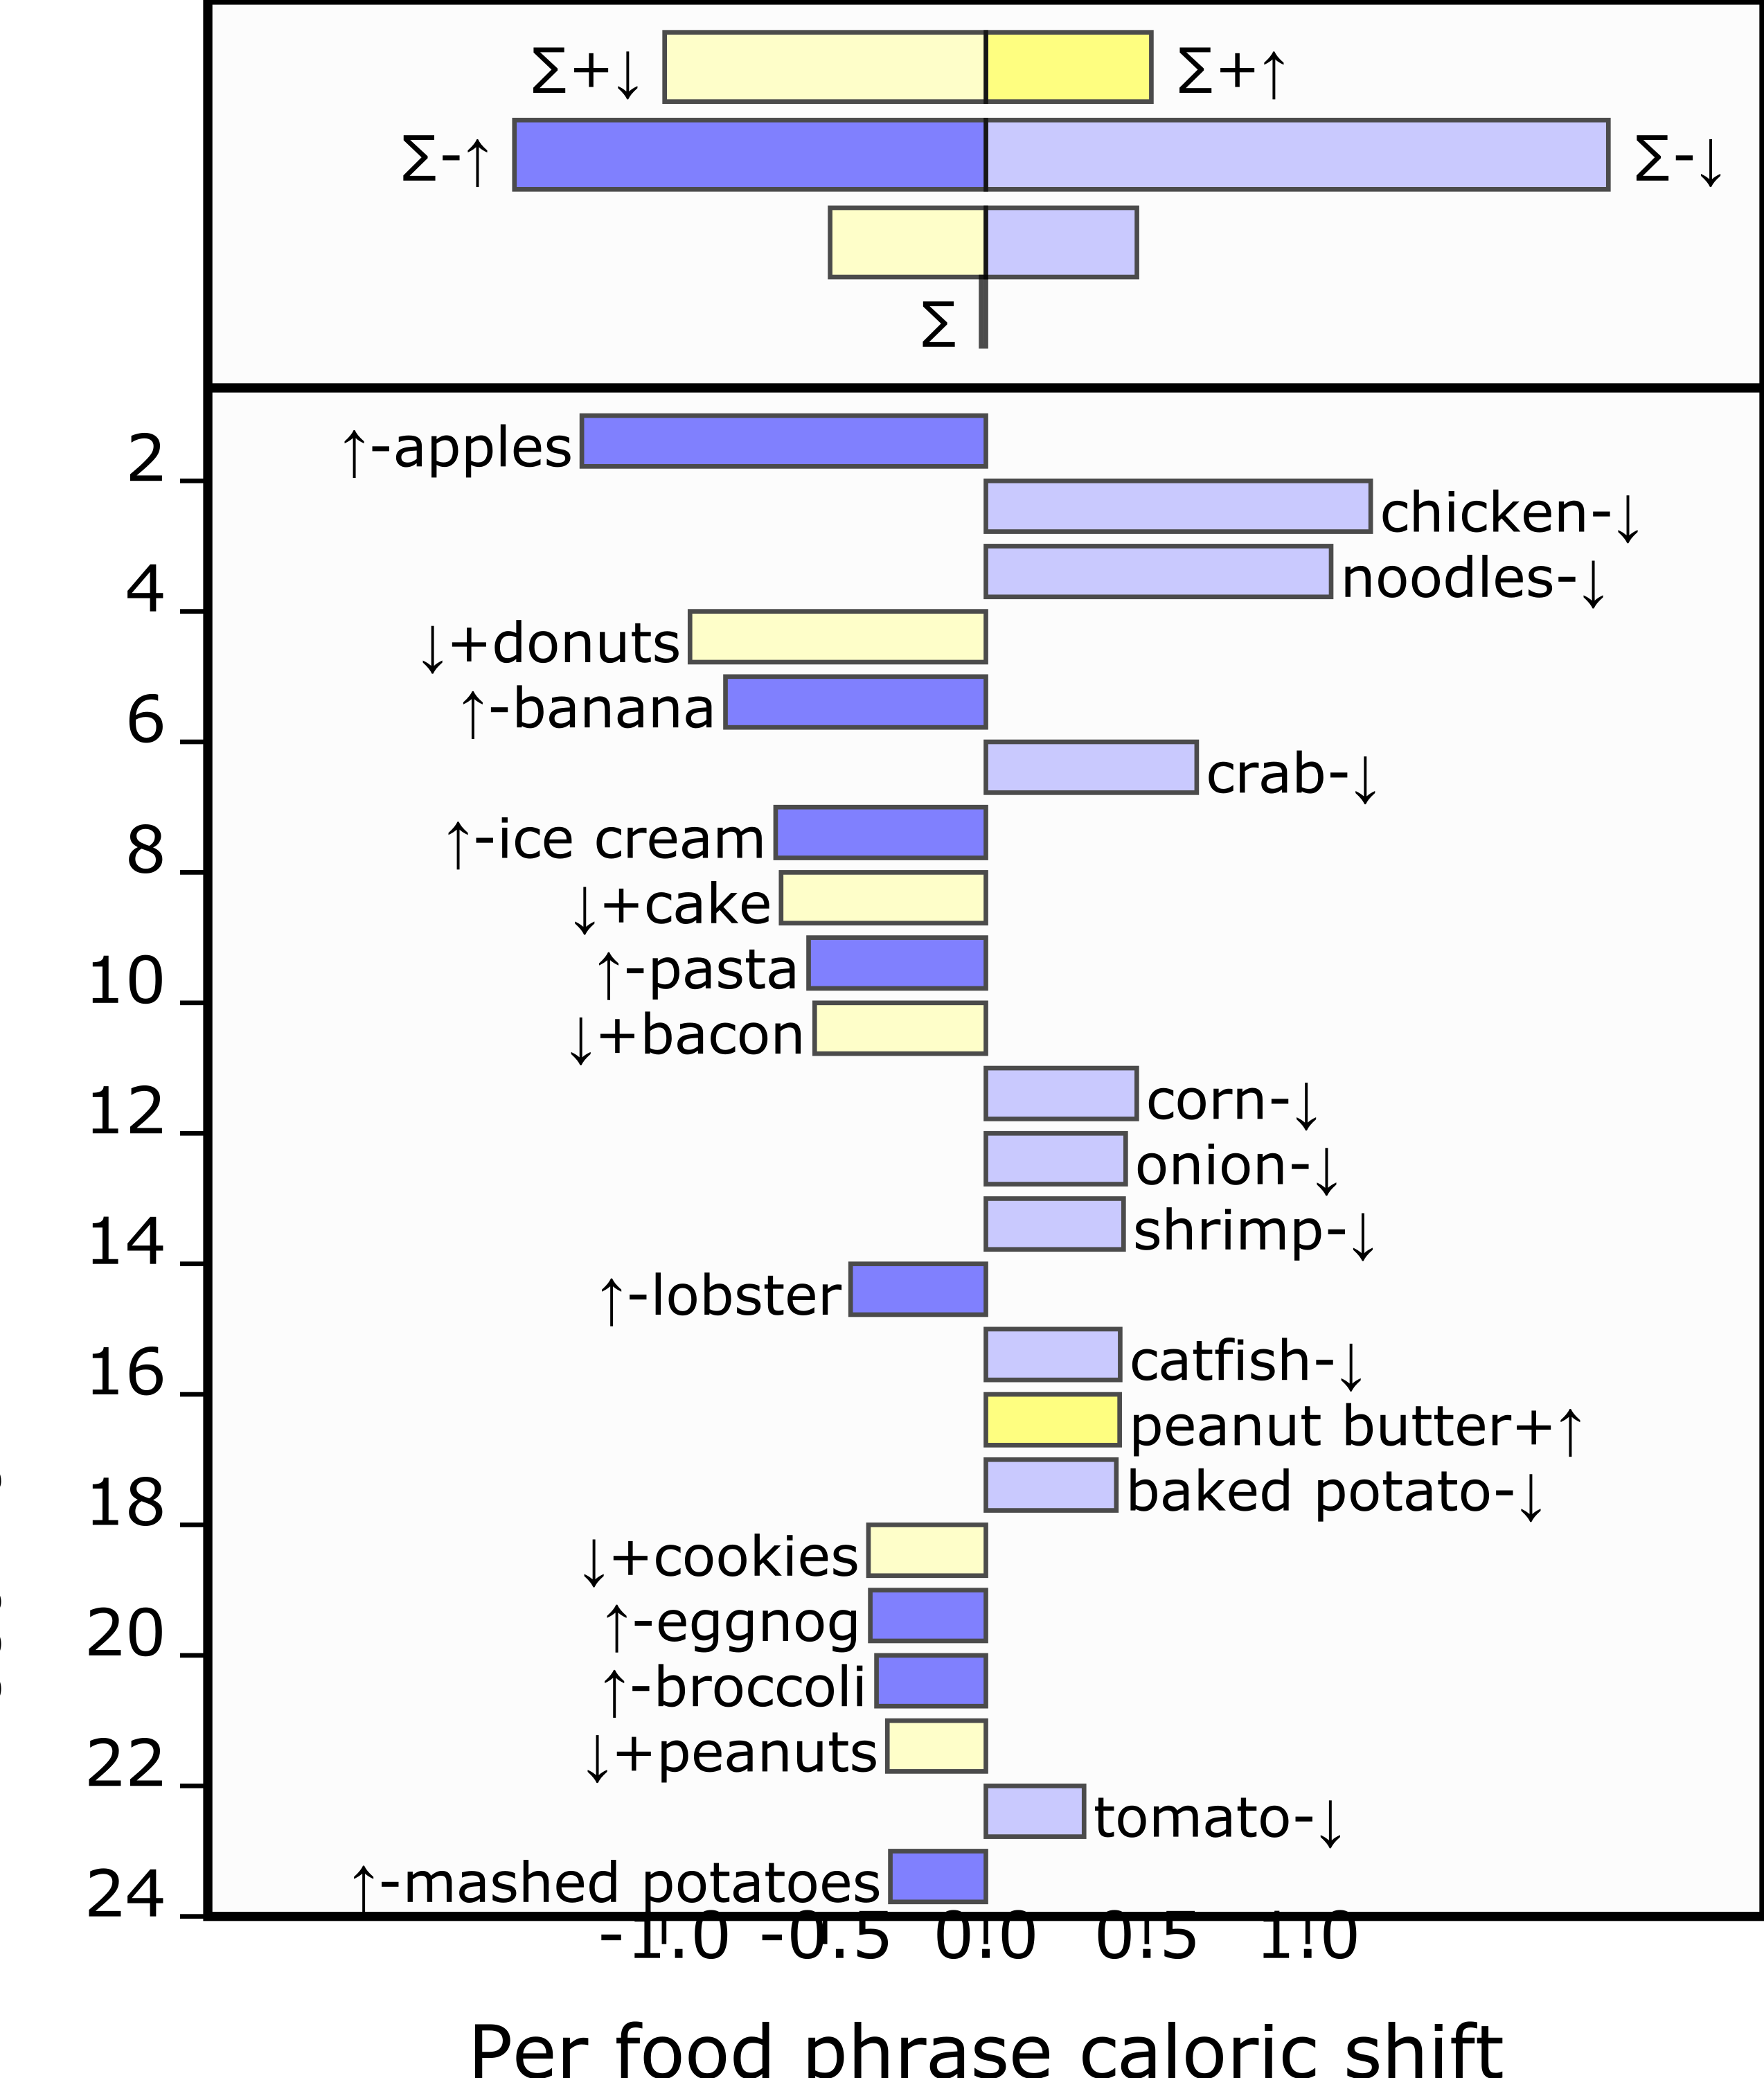 ∑+↓ ∑+↑
∑-↑ ∑-↓
∑
2 ↑-apples
chicken-↓
4 noodles-↓
↓+donuts
6 ↑-banana
crab-↓
8 ↑-ice cream
↓+cake
10 ↑-pasta
↓+bacon
12 corn-↓
onion-↓
14 shrimp-↓
↑-lobster
16 catfish-↓
peanut butter+↑
18 baked potato-↓
↓+cookies
20 ↑-eggnog
↑-broccoli
22 ↓+peanuts
tomato-↓
24 ↑-mashed potatoes
-1.0 -0.5 0.0 0.5 1.0
Per food phrase caloric shift